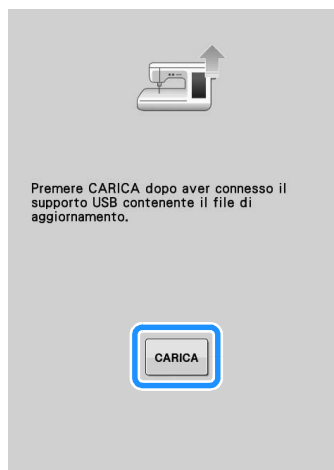 Premere CARICA dopo aver connesso il
supporto USB contenente il file di
aggiornamento.
CARICA